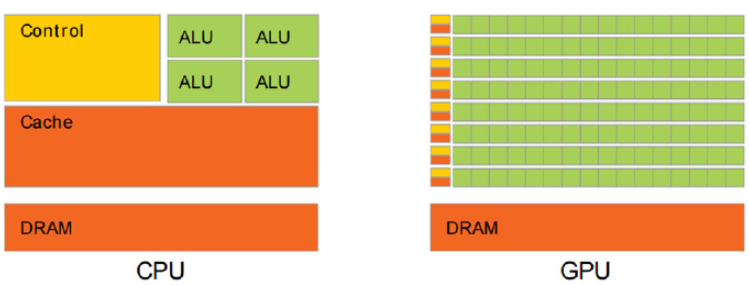 Control
ALU ALU
ALU ALU
Cache
DRAM
CPU
DRAM
GPU